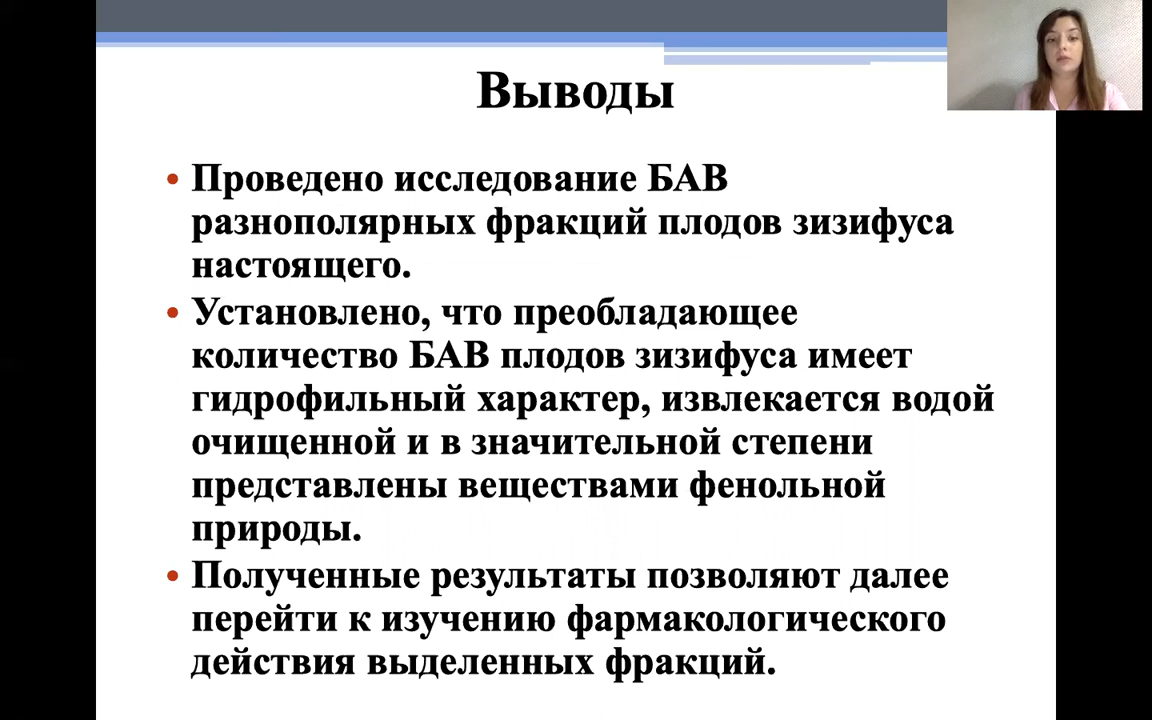 Выводы
• Проведено исследование БАВ
разнополярных фракций плодов зизифуса
настоящего.
• Установлено, что преобладающее
количество БАВ плодов зизифуса имеет
гидрофильный характер, извлекается водой
очищенной и в значительной степени
представлены веществами фенольной
природы.
• Полученные результаты позволяют далее
перейти к изучению фармакологического
действия выделенных фракций.